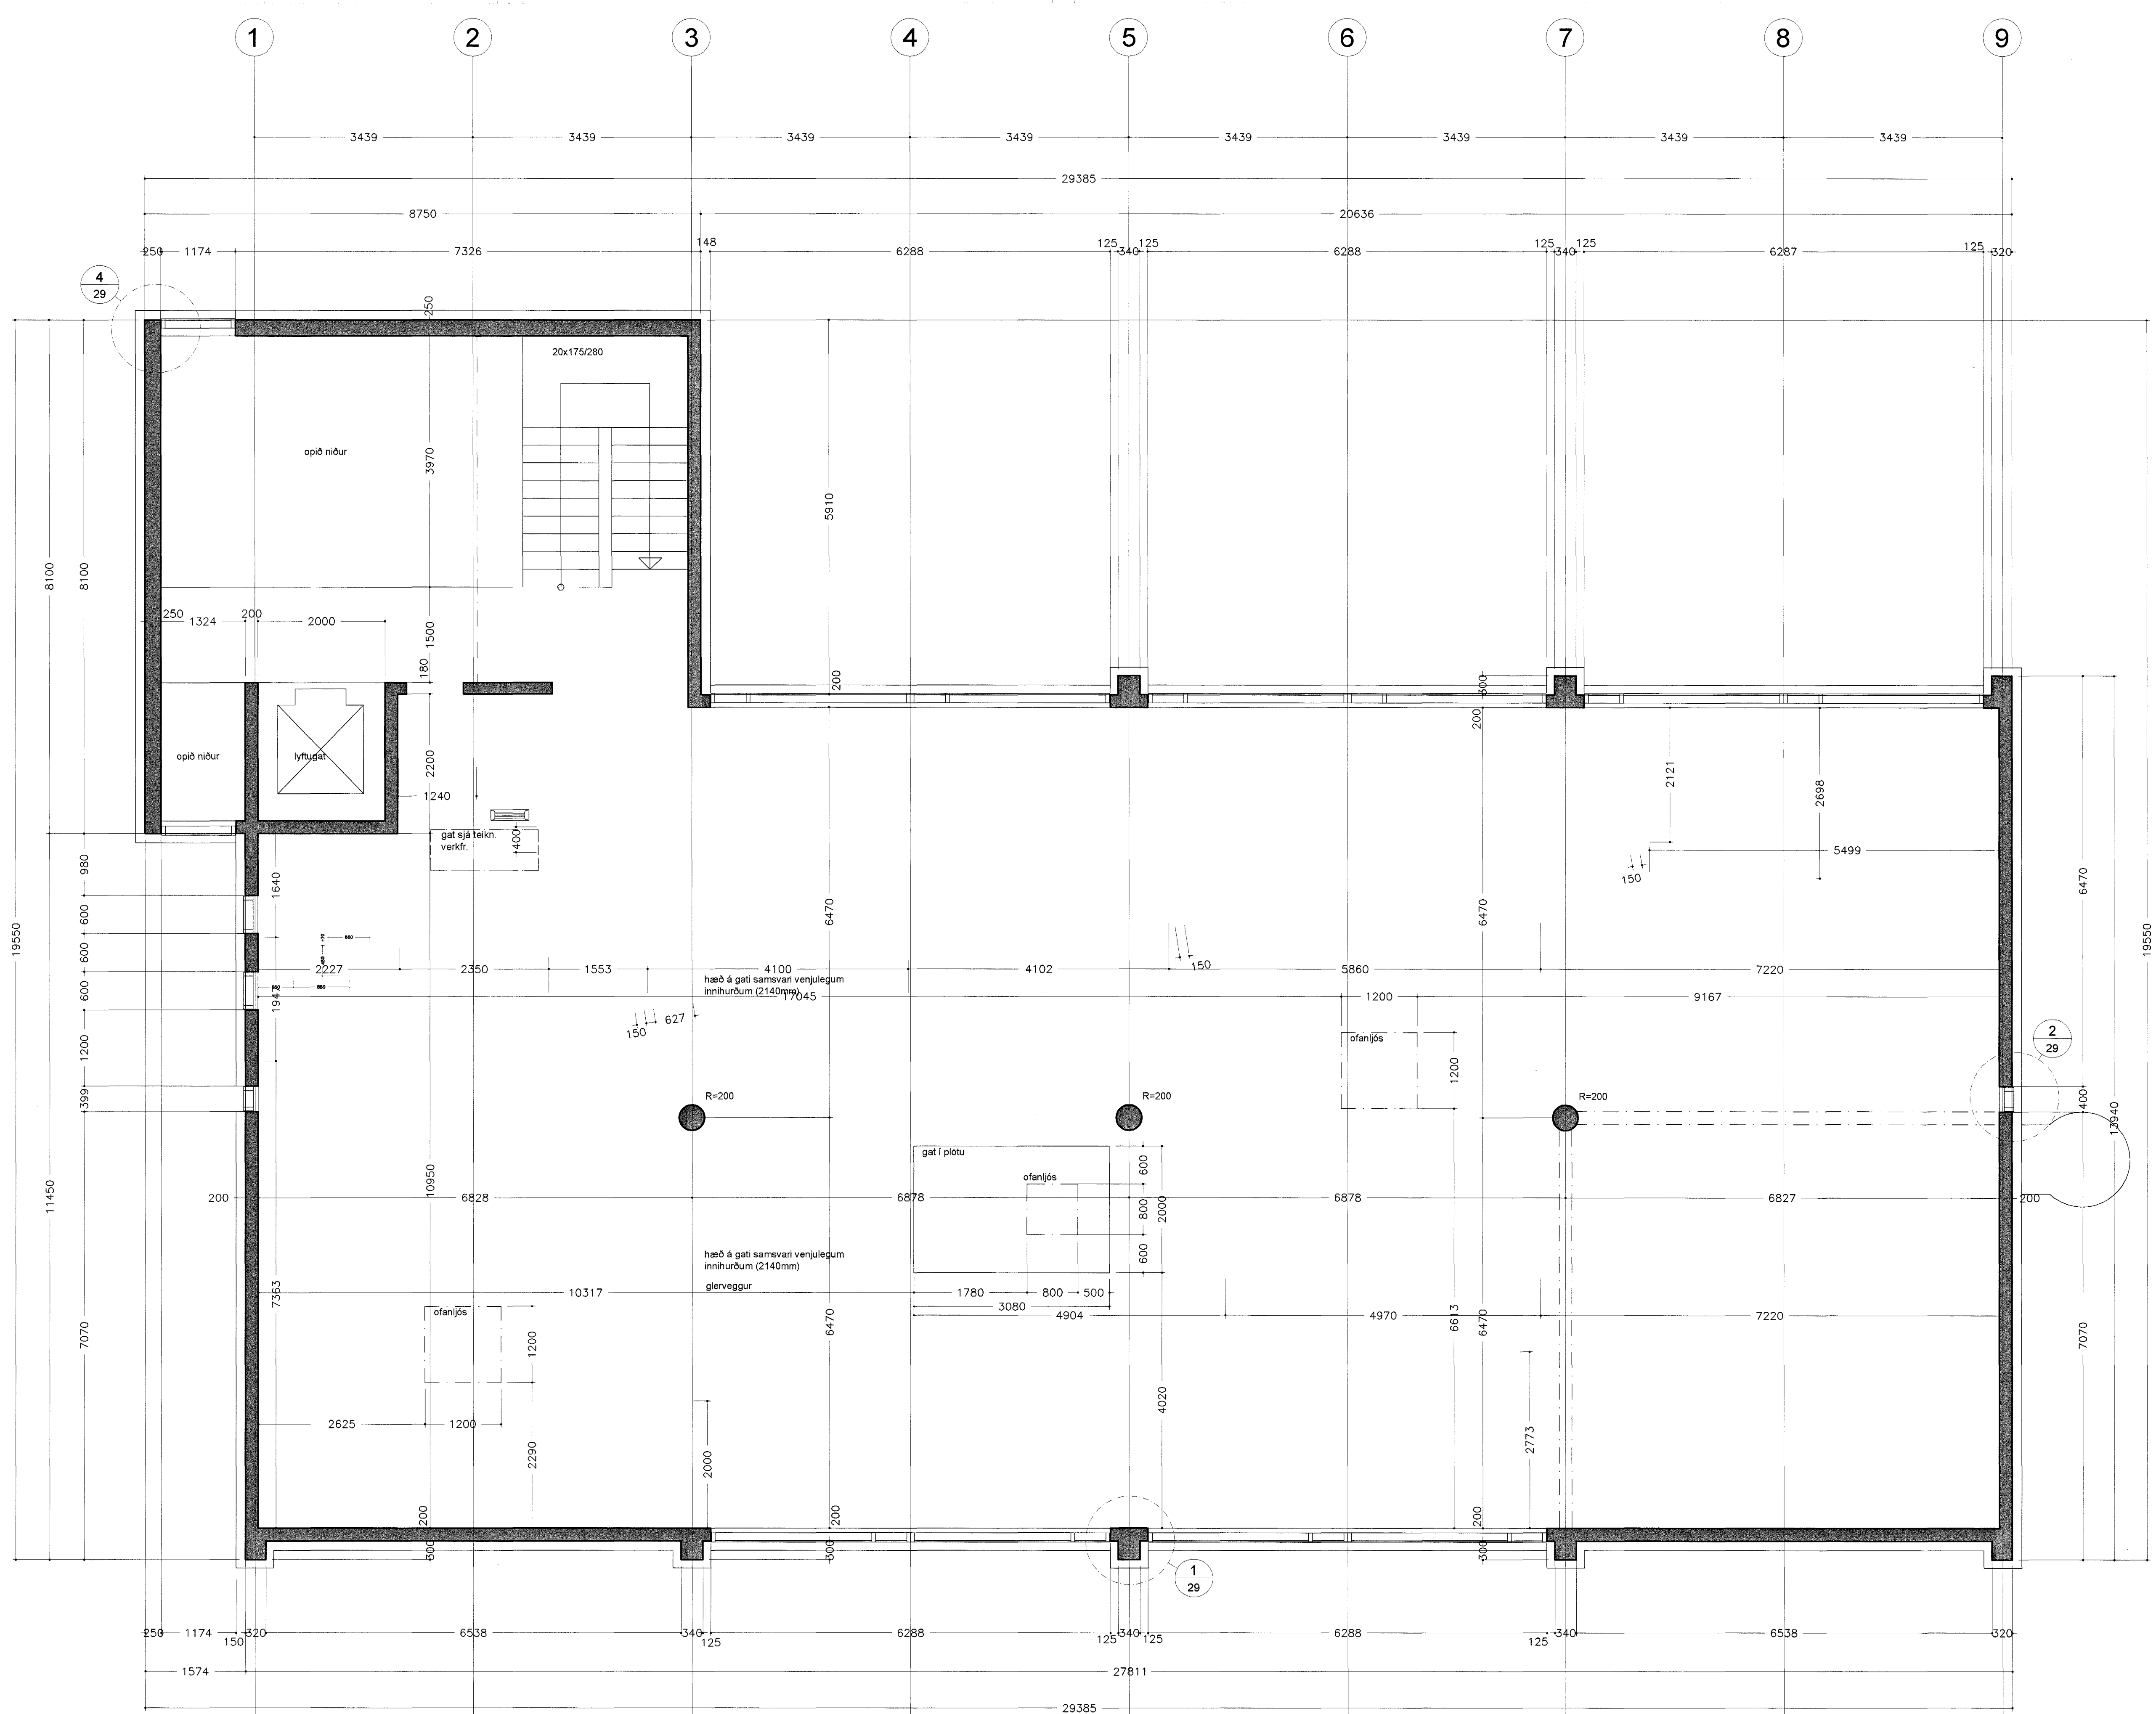 1 2 3 4 5 6 7 8 9
3439 3439 3439 3439 3439 3439 3439 3439
29385
8750 20636
250 1174 7326 148 6288 125 340 125 6288 125 340 125 6287 125 320
4
29
250
20x175/280
opið niður
3970
5910
8100 8100
250 1324 200 2000
1500
180
200
300
200
opið niður
lyftugat
2200
1240
2121
2698
gat sjá teikn.
verkfr.
400
5499
150
980
1640
600
600
600
1200
399
19550
6470
6470
6470
19550
2227 2350 1553 4100 4102 150 5860 7220
hæð á gati samsvari venjulegum
innihurðum (2140mm)
17045 1200 9167
1947
150 627
ofanljós
1200
2
29
R=200 R=200 R=200
400
13940
gat í plötu
600
ofanljós
800
2000
600
11450
10950
200 6828 6878 6878 6827 200
hæð á gati samsvari venjulegum
innihurðum (2140mm)
glerveggur
7363
10317 1780 800 500
3080
4904 4970 7220
ofanljós
1200
6470
6613
6470
7070
7070
2625 1200
2290
2000
4020
2773
200 200 200
300 300 300
1
29
250 1174 150 320 6538 340 125 6288 125 340 125 6288 125 340 6538 320
1574 27811
29385